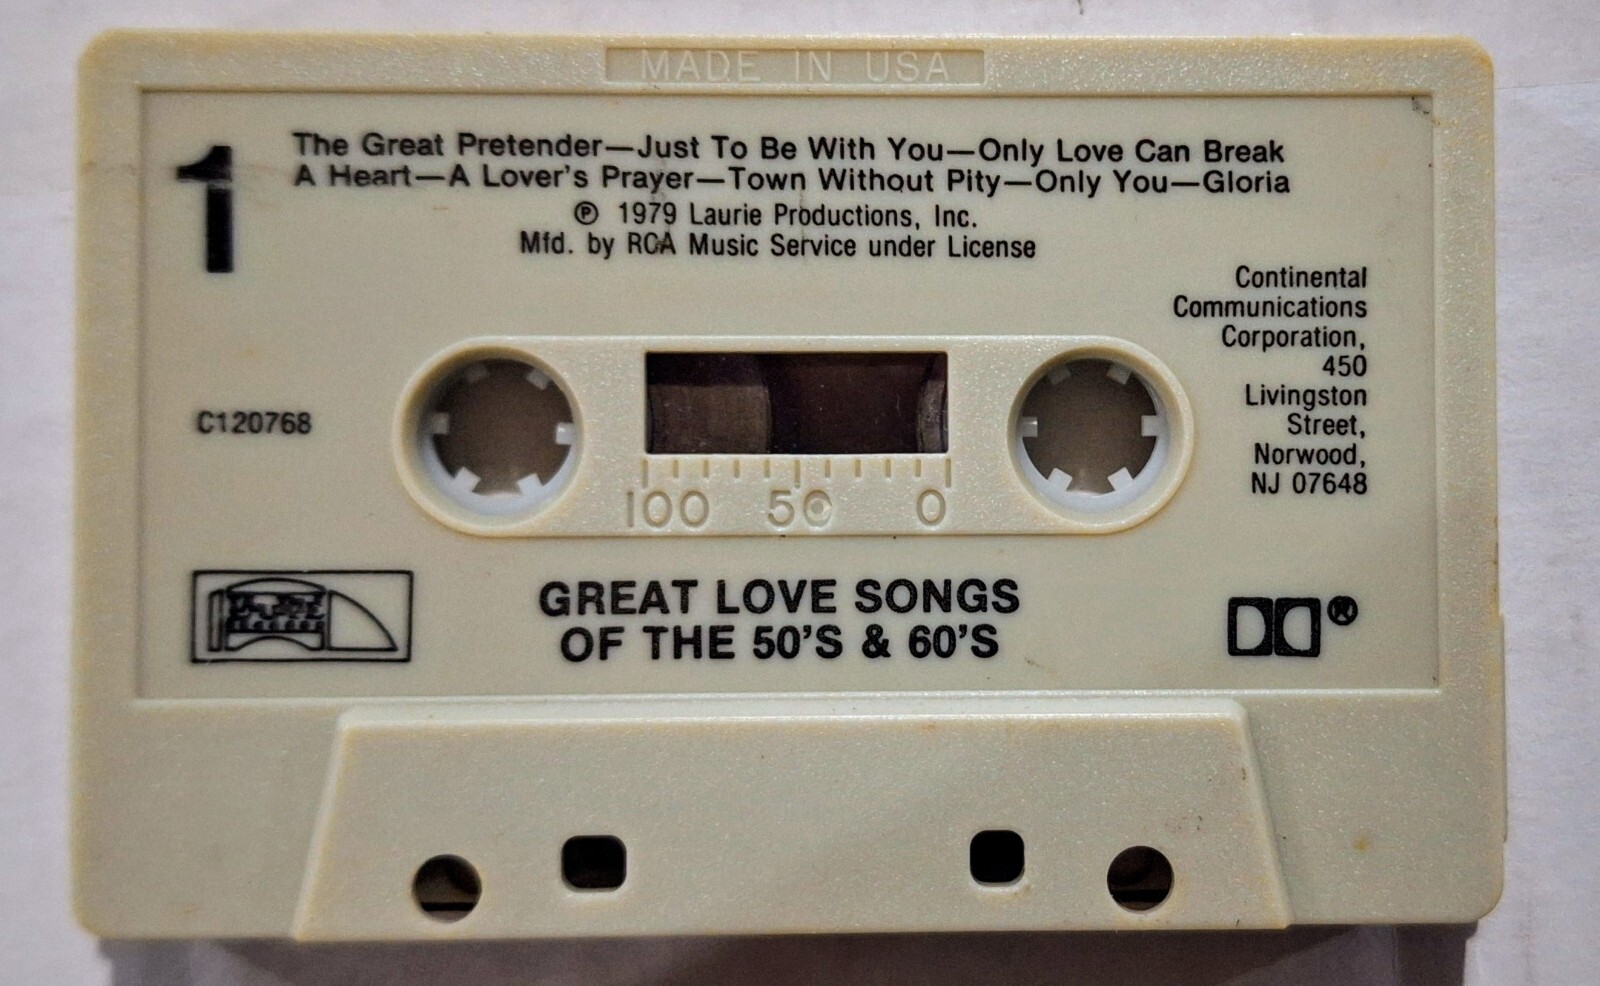 MADE IN USA
1
The Great Pretender—Just To Be With You—Only Love Can Break
A Heart—A Lover's Prayer—Town Without Pity—Only You—Gloria
℗ 1979 Laurie Productions, Inc.
Mfd. by RCA Music Service under License
Continental
Communications
Corporation,
450
Livingston
Street,
Norwood,
NJ 07648
C120768
100 50 0
GREAT LOVE SONGS
OF THE 50'S & 60'S
®